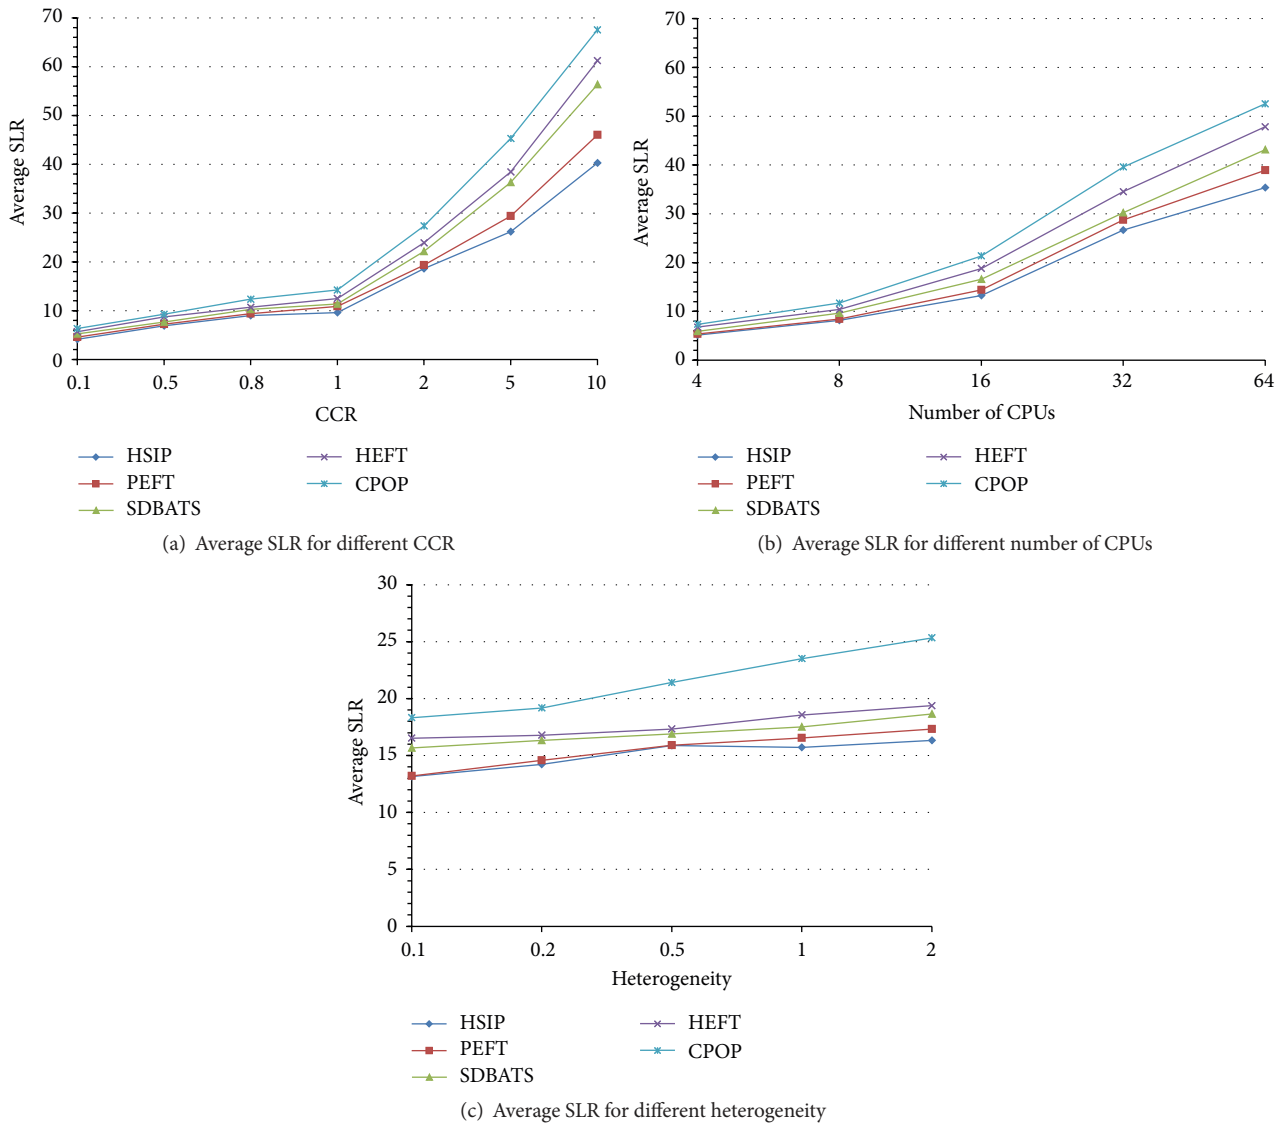 70
60
50
40
30
20
10
0
Average SLR
0.1 0.5 0.8 1 2 5 10
CCR
HSIP
PEFT
SDBATS
HEFT
CPOP
(a) Average SLR for different CCR
70
60
50
40
30
20
10
0
Average SLR
4 8 16 32 64
Number of CPUs
HSIP
PEFT
SDBATS
HEFT
CPOP
(b) Average SLR for different number of CPUs
30
25
20
15
10
5
0
Average SLR
0.1 0.2 0.5 1 2
Heterogeneity
HSIP
PEFT
SDBATS
HEFT
CPOP
(c) Average SLR for different heterogeneity